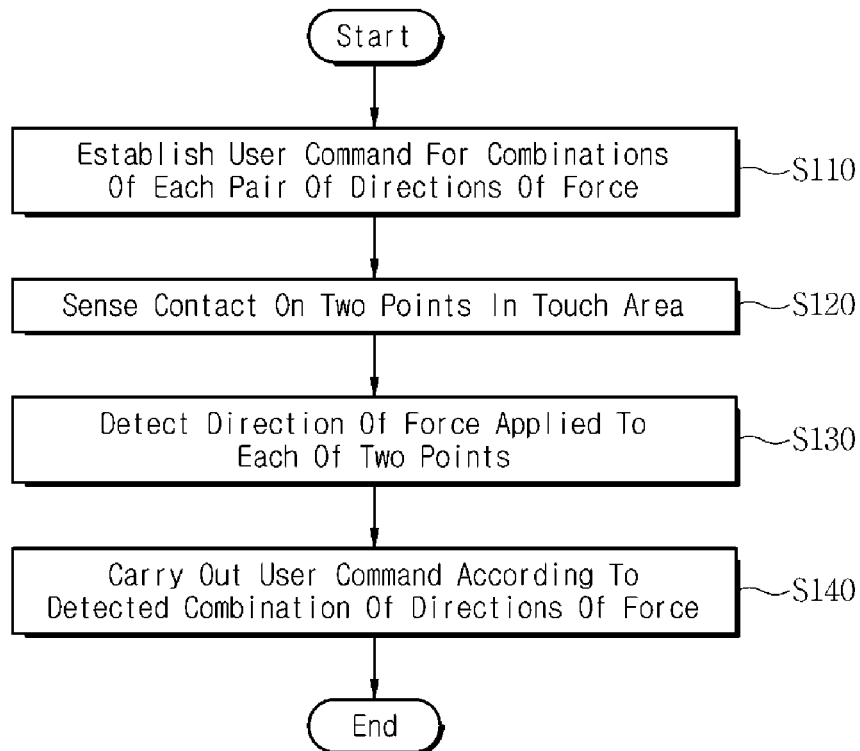 Start
Establish User Command For Combinations
Of Each Pair Of Directions Of Force
S110
Sense Contact On Two Points In Touch Area
S120
Detect Direction Of Force Applied To
Each Of Two Points
S130
Carry Out User Command According To
Detected Combination Of Directions Of Force
S140
End